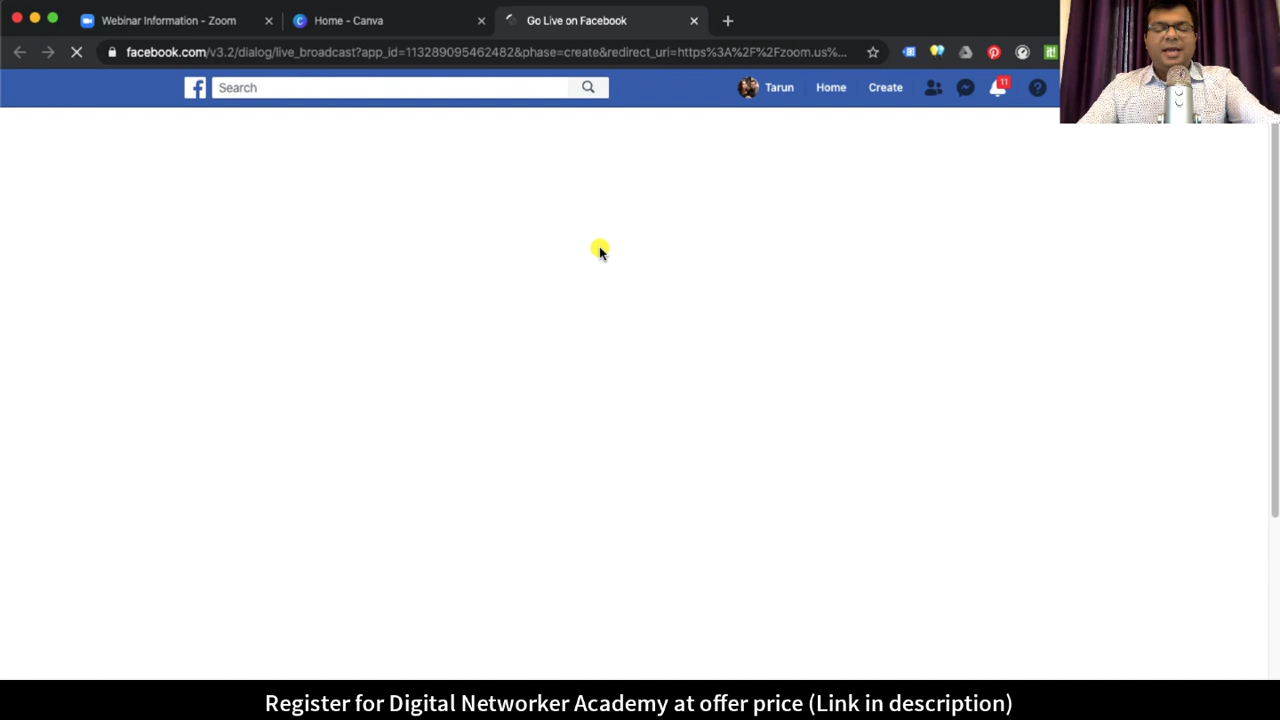 Webinar Information - Zoom
Home - Canva
Go Live on Facebook
facebook.com/v3.2/dialog/live_broadcast?app_id=113289095462482&phase=create&redirect_uri=https%3A%2F%2Fzoom.us%...
Search
Tarun
Home
Create
11
Register for Digital Networker Academy at offer price (Link in description)